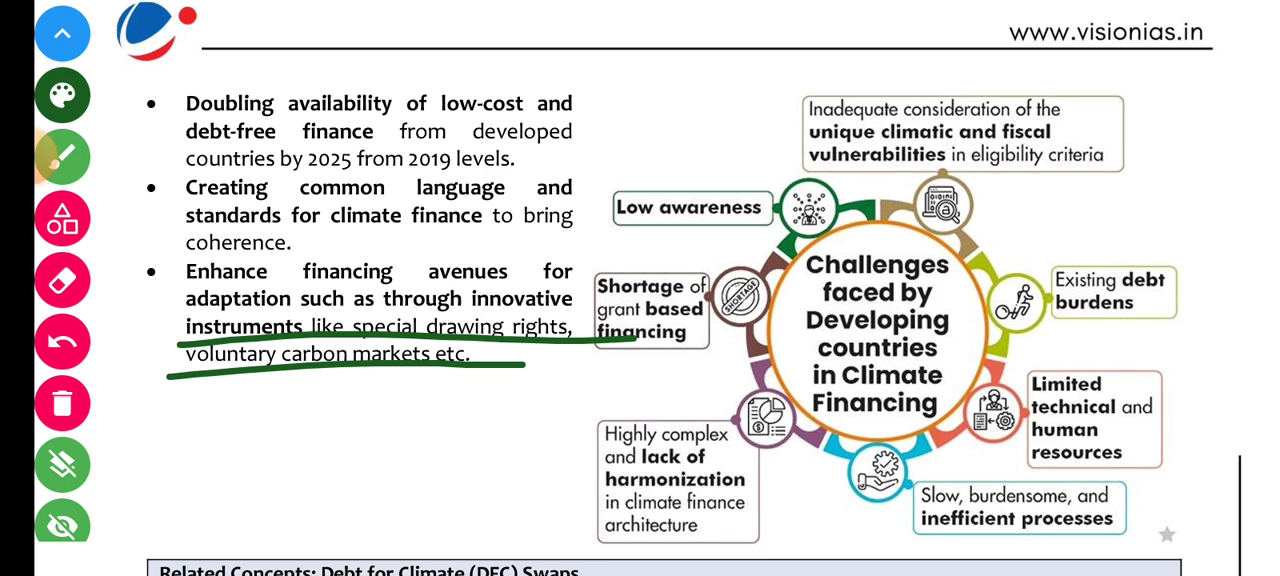 www.visionias.in
• Doubling availability of low-cost and
debt-free finance from developed
countries by 2025 from 2019 levels.
• Creating common language and
standards for climate finance to bring
coherence.
• Enhance financing avenues for
adaptation such as through innovative
instruments like special drawing rights,
voluntary carbon markets etc.
Inadequate consideration of the
unique climatic and fiscal
vulnerabilities in eligibility criteria
Low awareness
Shortage of
grant based
financing
SHORTAGE
Challenges
faced by
Developing
countries
in Climate
Financing
Existing debt
burdens
Limited
technical and
human
resources
Highly complex
and lack of
harmonization
in climate finance
architecture
Slow, burdensome, and
inefficient processes
Related Concepts: Debt for Climate (DFC) Swaps